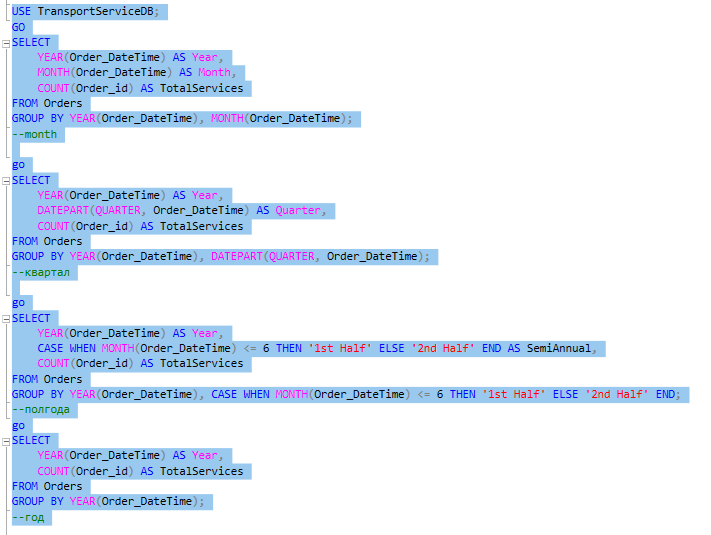 USE TransportServiceDB;
GO
SELECT
YEAR(Order_DateTime) AS Year,
MONTH(Order_DateTime) AS Month,
COUNT(Order_id) AS TotalServices
FROM Orders
GROUP BY YEAR(Order_DateTime), MONTH(Order_DateTime);
--month
go
SELECT
YEAR(Order_DateTime) AS Year,
DATEPART(QUARTER, Order_DateTime) AS Quarter,
COUNT(Order_id) AS TotalServices
FROM Orders
GROUP BY YEAR(Order_DateTime), DATEPART(QUARTER, Order_DateTime);
--квартал
go
SELECT
YEAR(Order_DateTime) AS Year,
CASE WHEN MONTH(Order_DateTime) <= 6 THEN '1st Half' ELSE '2nd Half' END AS SemiAnnual,
COUNT(Order_id) AS TotalServices
FROM Orders
GROUP BY YEAR(Order_DateTime), CASE WHEN MONTH(Order_DateTime) <= 6 THEN '1st Half' ELSE '2nd Half' END;
--полгода
go
SELECT
YEAR(Order_DateTime) AS Year,
COUNT(Order_id) AS TotalServices
FROM Orders
GROUP BY YEAR(Order_DateTime);
--год